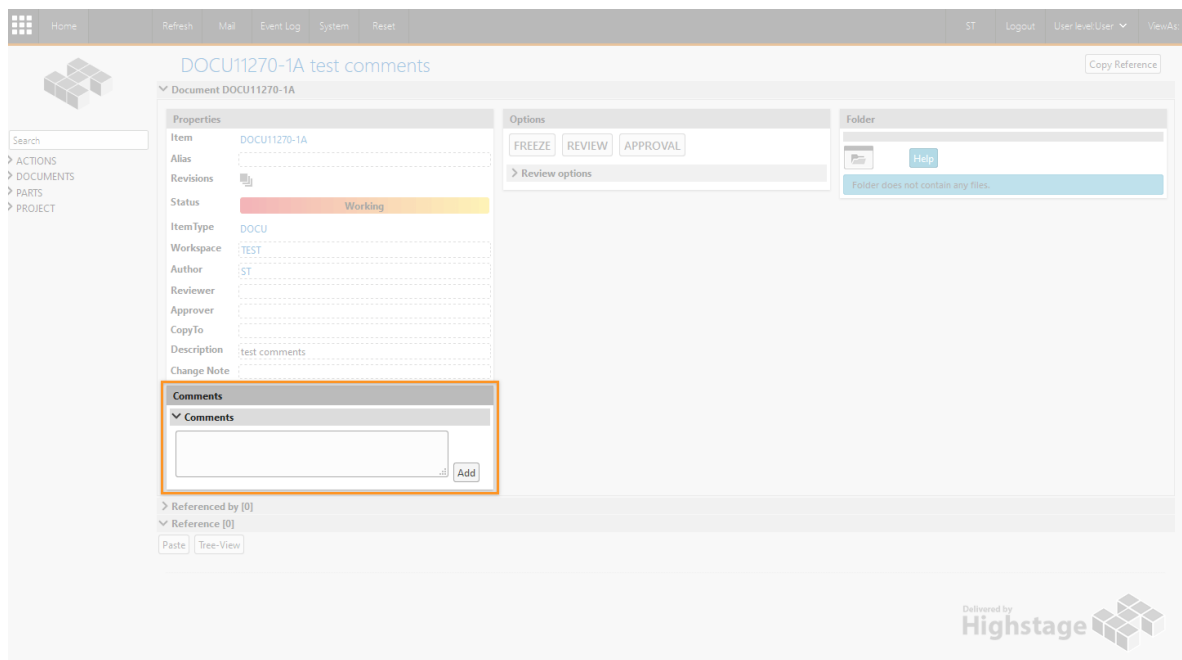 Home Refresh Mail Event Log System Reset ST Logout User level:User ViewAs:
DOCU11270-1A test comments
Copy Reference
Document DOCU11270-1A
Search
ACTIONS
DOCUMENTS
PARTS
PROJECT
Properties
Item DOCU11270-1A
Alias
Revisions
Status Working
ItemType DOCU
Workspace TEST
Author ST
Reviewer
Approver
CopyTo
Description test comments
Change Note
Comments
Comments
Add
Options
FREEZE REVIEW APPROVAL
Review options
Folder
Help
Folder does not contain any files.
Referenced by [0]
Reference [0]
Paste Tree-View
Delivered by
Highstage